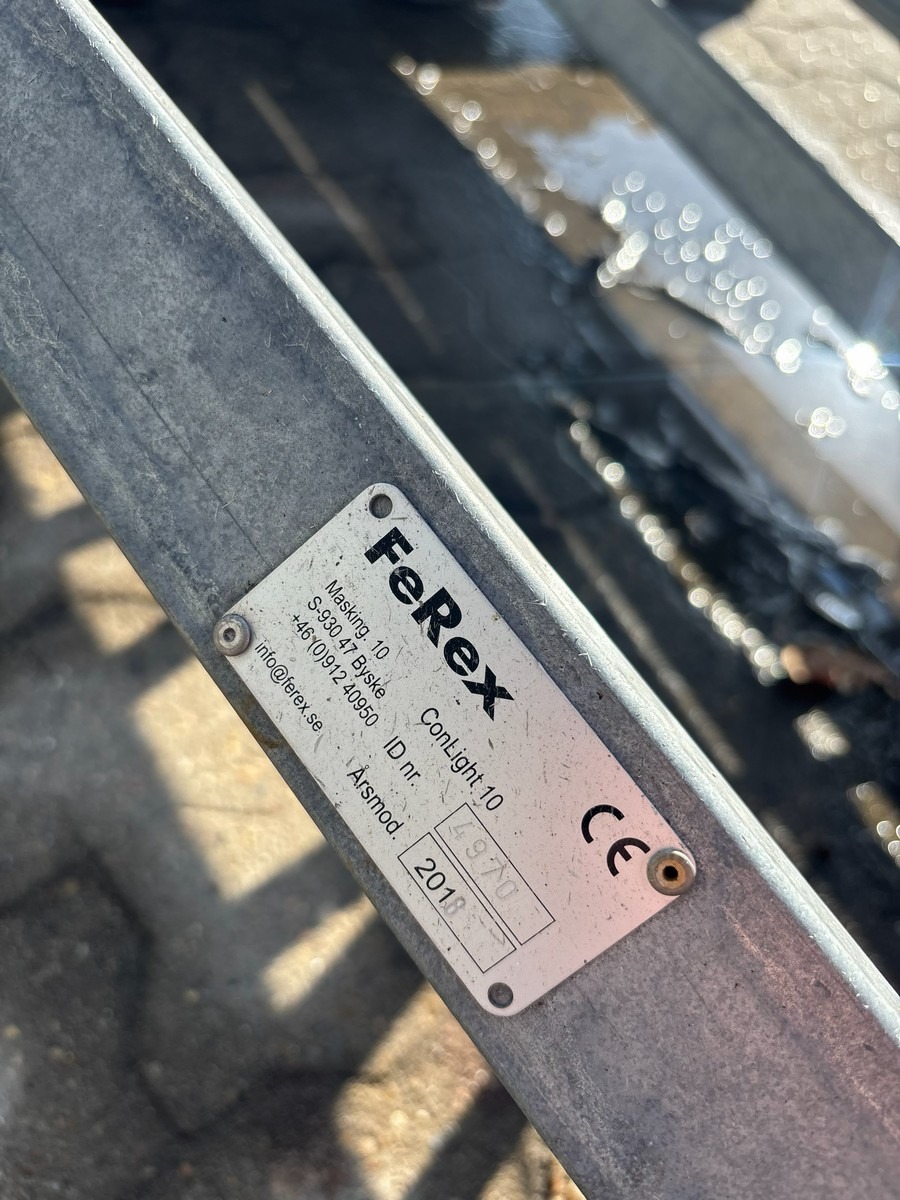 FeRex
Masking. 10
S-930 47 Byske
+46 (0)912 40950
info@ferex.se
ConLight 10
ID nr. 4970
Årsmod. 2018
CE